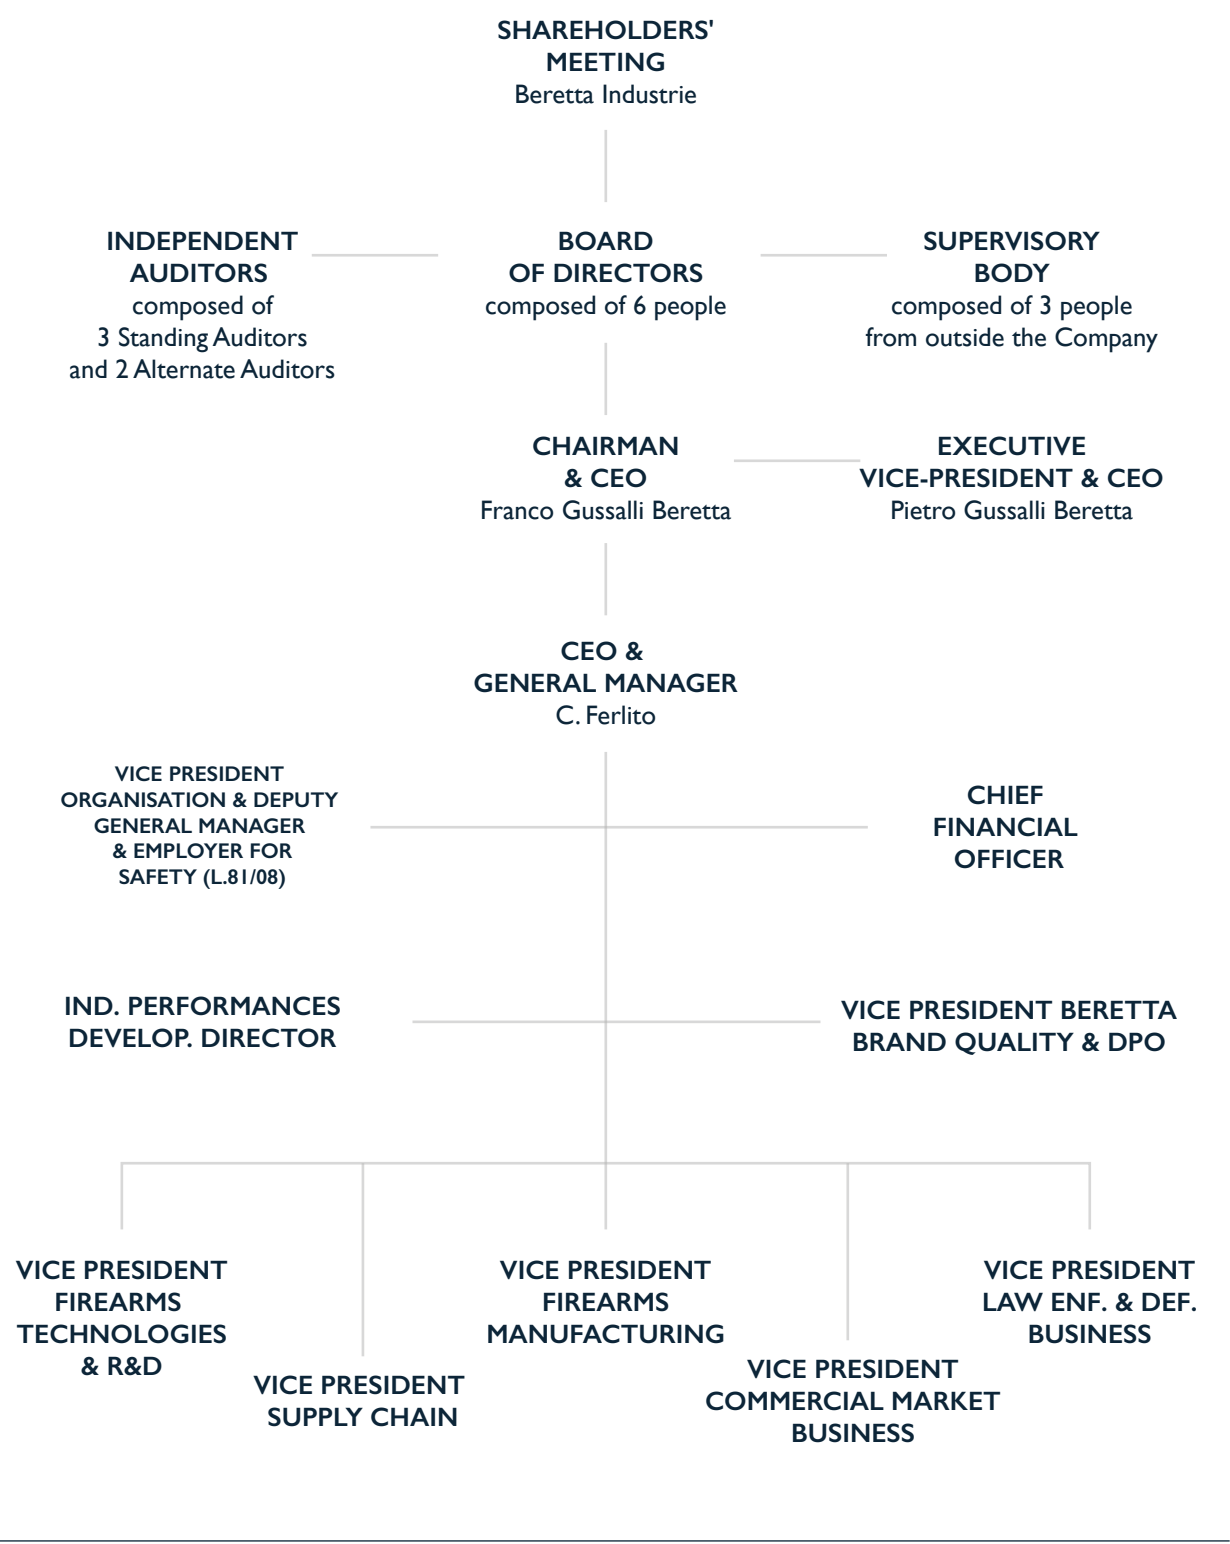 SHAREHOLDERS'
MEETING
Beretta Industrie
INDEPENDENT
AUDITORS
composed of
3 Standing Auditors
and 2 Alternate Auditors
BOARD
OF DIRECTORS
composed of 6 people
SUPERVISORY
BODY
composed of 3 people
from outside the Company
CHAIRMAN
& CEO
Franco Gussalli Beretta
EXECUTIVE
VICE-PRESIDENT & CEO
Pietro Gussalli Beretta
CEO &
GENERAL MANAGER
C. Ferlito
VICE PRESIDENT
ORGANISATION & DEPUTY
GENERAL MANAGER
& EMPLOYER FOR
SAFETY (L.81/08)
CHIEF
FINANCIAL
OFFICER
IND. PERFORMANCES
DEVELOP. DIRECTOR
VICE PRESIDENT BERETTA
BRAND QUALITY & DPO
VICE PRESIDENT
FIREARMS
TECHNOLOGIES
& R&D
VICE PRESIDENT
SUPPLY CHAIN
VICE PRESIDENT
FIREARMS
MANUFACTURING
VICE PRESIDENT
COMMERCIAL MARKET
BUSINESS
VICE PRESIDENT
LAW ENF. & DEF.
BUSINESS